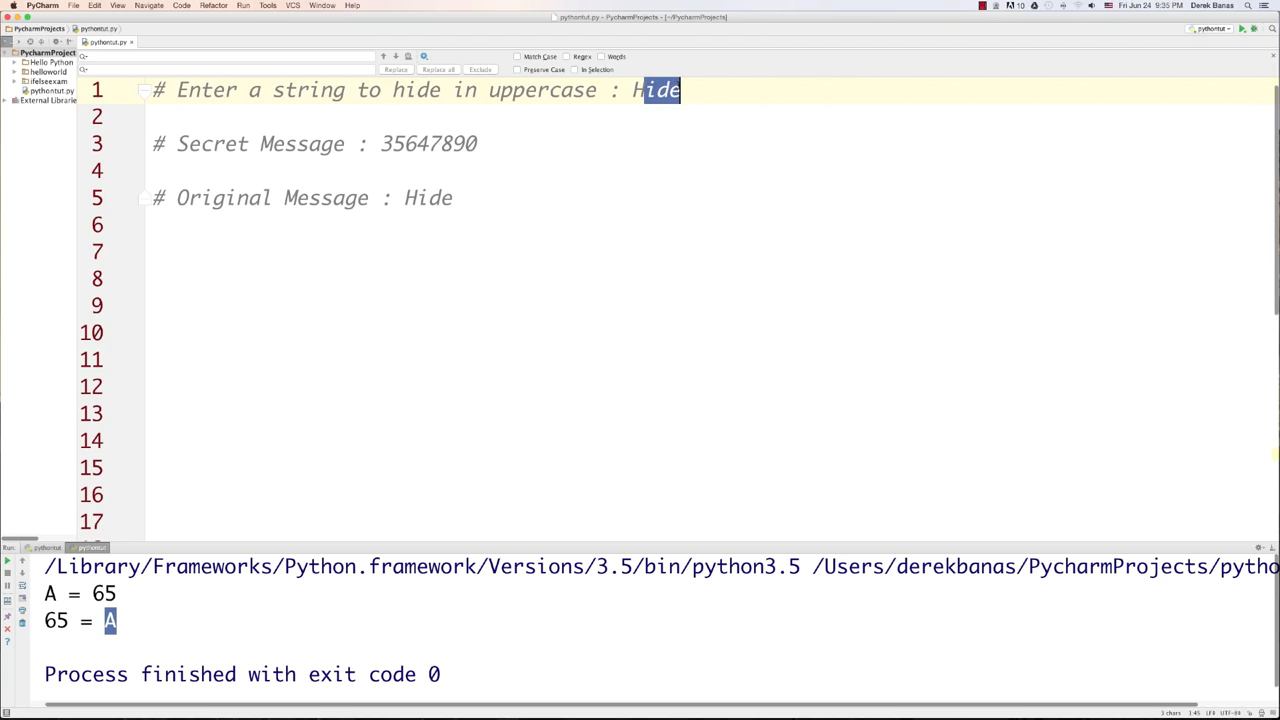 PyCharm File Edit View Navigate Code Refactor Run Tools VCS Window Help
10 Fri Jun 24 9:35 PM Derek Banas
pythontut.py - PycharmProjects - [~/PycharmProjects]
PycharmProjects pythontut.py pythontut
pythontut.py
PycharmProject
Hello Python
helloworld
ifelseexam
pythontut.py
External Librarie
Match Case Regex Words
Replace Replace all Exclude Preserve Case In Selection
1 # Enter a string to hide in uppercase : Hide
2
3 # Secret Message : 35647890
4
5 # Original Message : Hide
6
7
8
9
10
11
12
13
14
15
16
17
Run: pythontut pythontut
/Library/Frameworks/Python.framework/Versions/3.5/bin/python3.5 /Users/derekbanas/PycharmProjects/pytho
A = 65
65 = A
Process finished with exit code 0
3 chars 1:45 LF÷ UTF-8÷